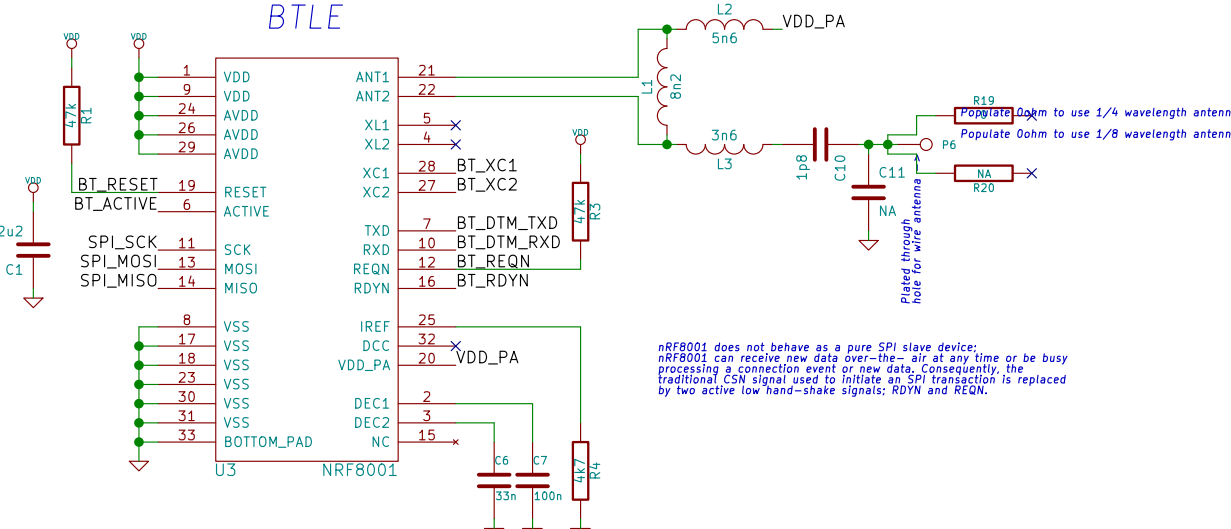 BTLE
VDD
VDD
47k
R1
1
VDD
9
VDD
24
AVDD
26
AVDD
29
AVDD
BT_RESET
19
RESET
BT_ACTIVE
6
ACTIVE
SPI_SCK
11
SCK
SPI_MOSI
13
MOSI
SPI_MISO
14
MISO
8
VSS
17
VSS
18
VSS
23
VSS
30
VSS
31
VSS
33
BOTTOM_PAD
U3
NRF8001
VDD
2u2
C1
ANT1
21
ANT2
22
XL1
5
XL2
4
XC1
28
BT_XC1
XC2
27
BT_XC2
TXD
7
BT_DTM_TXD
RXD
10
BT_DTM_RXD
REQN
12
BT_REQN
RDYN
16
BT_RDYN
IREF
25
DCC
32
VDD_PA
20
VDD_PA
DEC1
2
DEC2
3
NC
15
C6
33n
C7
100n
4k7
R4
VDD
47k
R3
L2
5n6
VDD_PA
L1
8n2
3n6
L3
1p8
C10
C11
NA
P6
R19
Populate 0ohm to use 1/4 wavelength antenn
Populate 0ohm to use 1/8 wavelength antenn
NA
R20
Plated through
hole for wire antenna
nRF8001 does not behave as a pure SPI slave device;
nRF8001 can receive new data over-the- air at any time or be busy
processing a connection event or new data. Consequently, the
traditional CSN signal used to initiate an SPI transaction is replaced
by two active low hand-shake signals; RDYN and REQN.